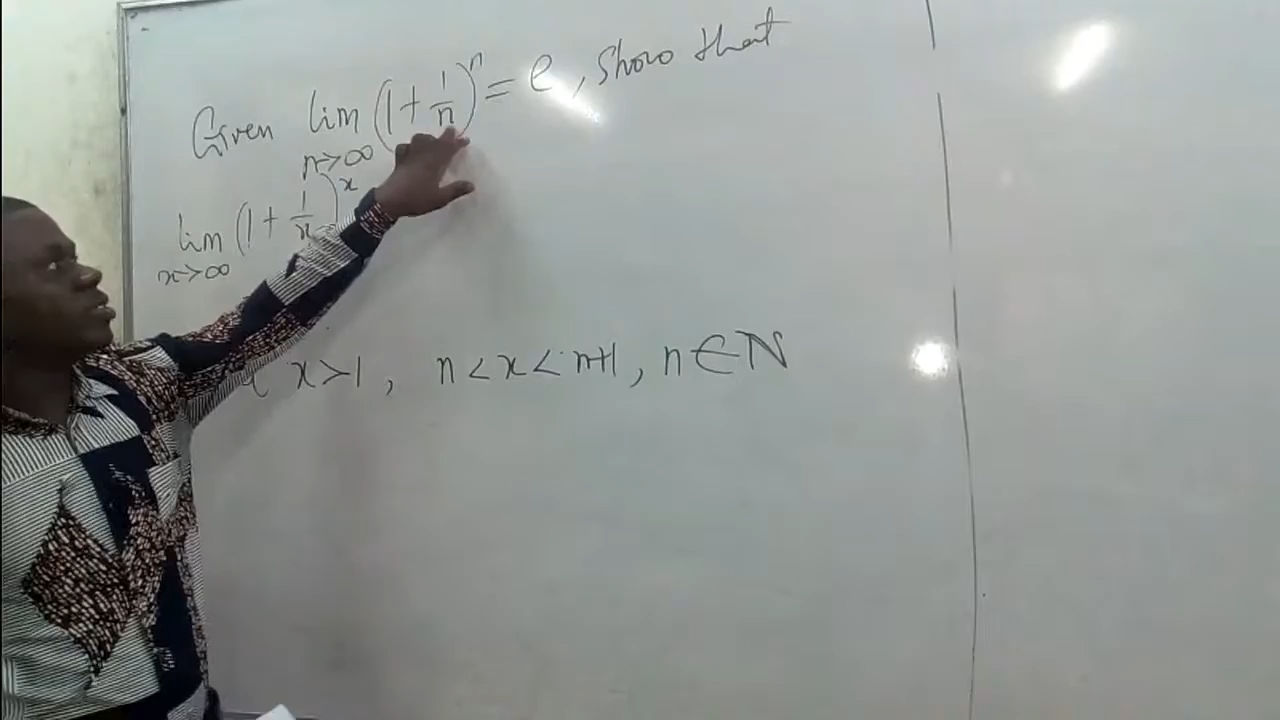 Given lim (1 + 1/n)^n = e, show that
n->∞
lim (1 + 1/x)^x
x->∞
x>1, n<x<n+1, n∈ℕ